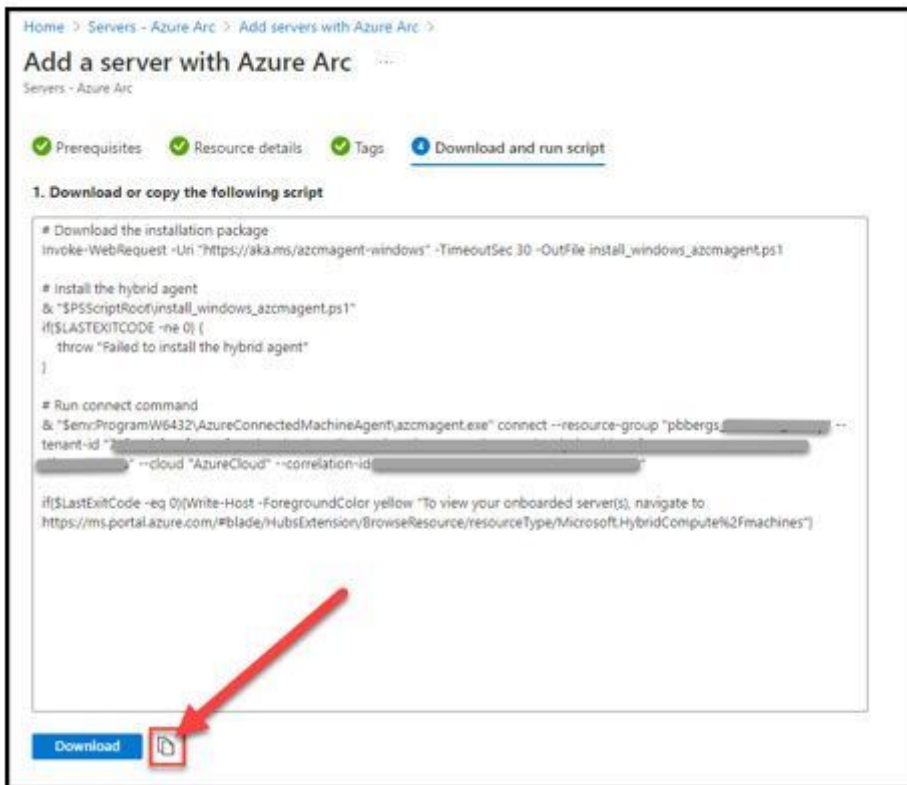 Home > Servers - Azure Arc > Add servers with Azure Arc >
Add a server with Azure Arc ...
Servers - Azure Arc
Prerequisites Resource details Tags 4 Download and run script
1. Download or copy the following script
# Download the installation package
Invoke-WebRequest -Uri "https://aka.ms/azcmagent-windows" -TimeoutSec 30 -OutFile install_windows_azcmagent.ps1
# Install the hybrid agent
& "$PSScriptRoot\install_windows_azcmagent.ps1"
if($LASTEXITCODE -ne 0) {
throw "Failed to install the hybrid agent"
}
# Run connect command
& "$env:ProgramW6432\AzureConnectedMachineAgent\azcmagent.exe" connect --resource-group "pbbergs_ --
tenant-id "
" --cloud "AzureCloud" --correlation-id "
if($LastExitCode -eq 0){Write-Host -ForegroundColor yellow "To view your onboarded server(s), navigate to
https://ms.portal.azure.com/#blade/HubsExtension/BrowseResource/resourceType/Microsoft.HybridCompute%2Fmachines"}
Download